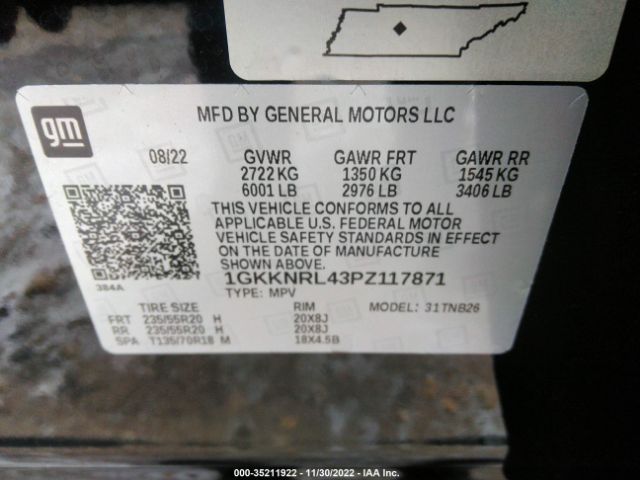 gm
MFD BY GENERAL MOTORS LLC
08/22 GVWR GAWR FRT GAWR RR
2722 KG 1350 KG 1545 KG
6001 LB 2976 LB 3406 LB
THIS VEHICLE CONFORMS TO ALL
APPLICABLE U.S. FEDERAL MOTOR
VEHICLE SAFETY STANDARDS IN EFFECT
ON THE DATE OF MANUFACTURE
SHOWN ABOVE.
1GKKNRL43PZ117871
384A
TYPE: MPV MODEL: 31TNB26
TIRE SIZE RIM
FRT 235/55R20 H 20X8J
RR 235/55R20 H 20X8J
SPA T135/70R18 M 18X4.5B
000-35211922 - 11/30/2022 - IAA Inc.